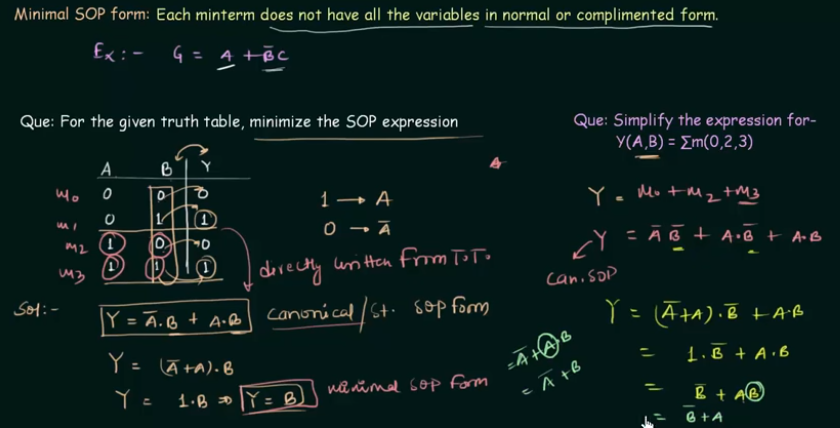 Minimal SOP form: Each minterm does not have all the variables in normal or complimented form.
Ex :- G = A + B̅C
Que: For the given truth table, minimize the SOP expression
A B Y
m₀ 0 0 0
m₁ 0 1 1
m₂ 1 0 0
m₃ 1 1 1
1 → A
0 → A̅
directly written from T.T.
Sol:- Y = A̅.B + A.B canonical/St. SOP form
Y = (A̅+A).B
Y = 1.B ⇒ Y = B minimal SOP form
Que: Simplify the expression for-
Y(A,B) = Σm(0,2,3)
Y = m₀ + m₂ + m₃
Y = A̅ B̅ + A.B̅ + A.B
can.SOP
Y = (A̅+A).B̅ + A.B
= 1.B̅ + A.B
= B̅ + AB
= B̅ + A
= A̅ + A.B
= A̅ + B